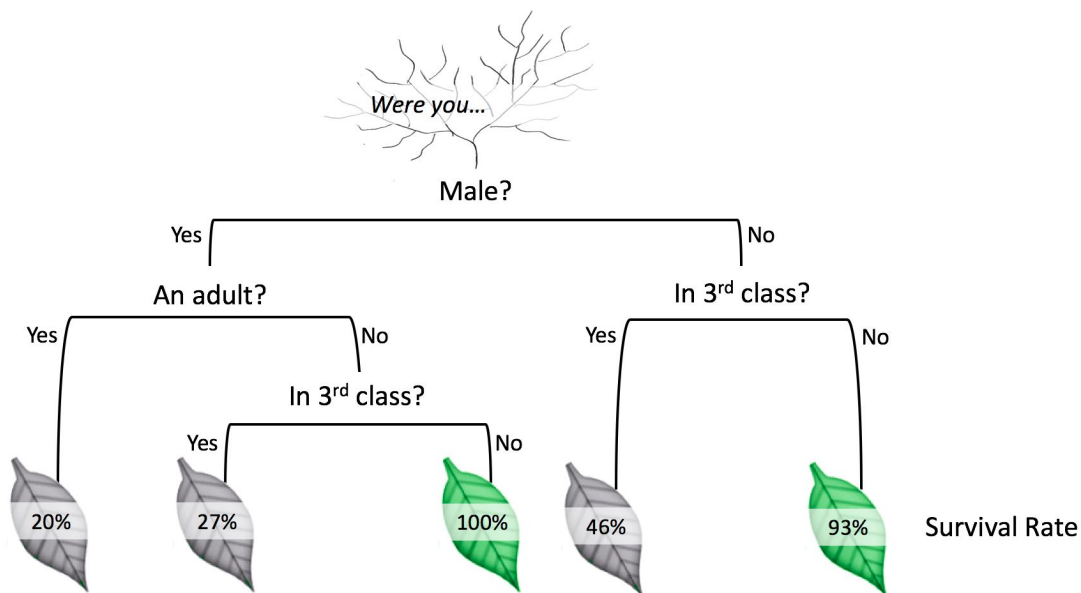 Were you...
Male?
Yes
No
An adult?
In 3rd class?
Yes
No
Yes
No
In 3rd class?
Yes
No
20%
27%
100%
46%
93%
Survival Rate